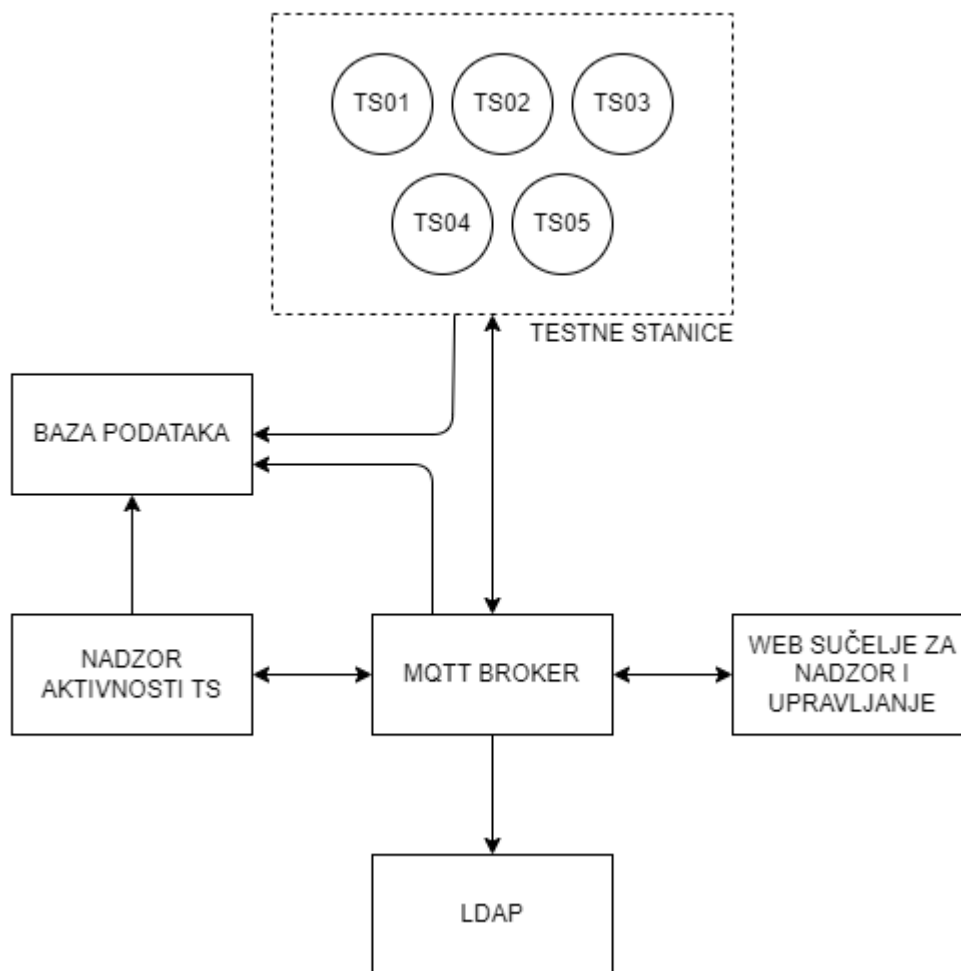 TS01
TS02
TS03
TS04
TS05
TESTNE STANICE
BAZA PODATAKA
NADZOR
AKTIVNOSTI TS
MQTT BROKER
WEB SUČELJE ZA
NADZOR I
UPRAVLJANJE
LDAP